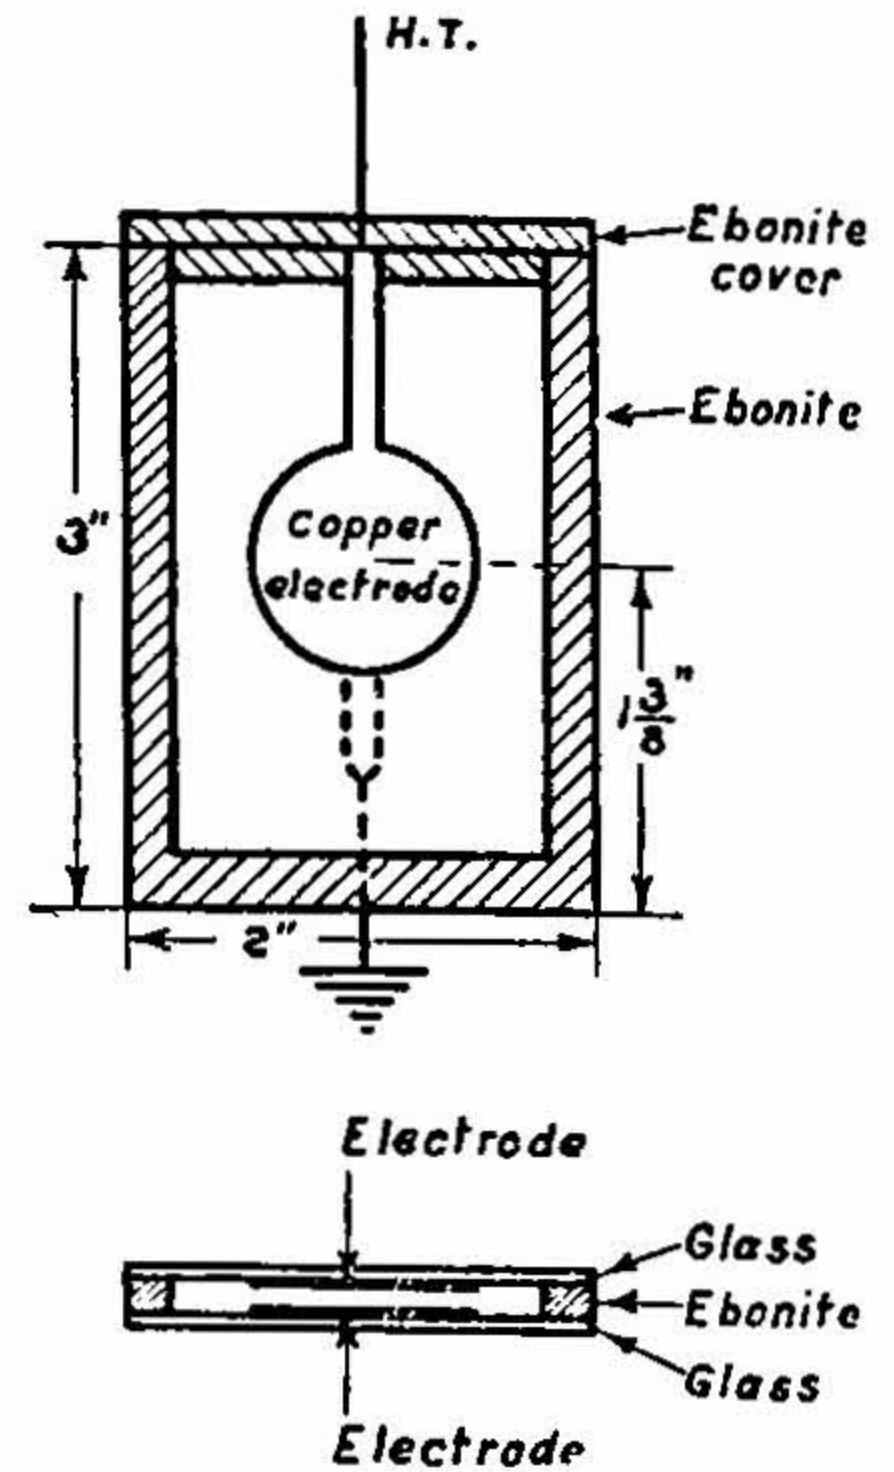 H.T.
Ebonite
cover
Ebonite
3"
Copper
electrode
1 3/8"
2"
Electrode
Glass
Ebonite
Glass
Electrode